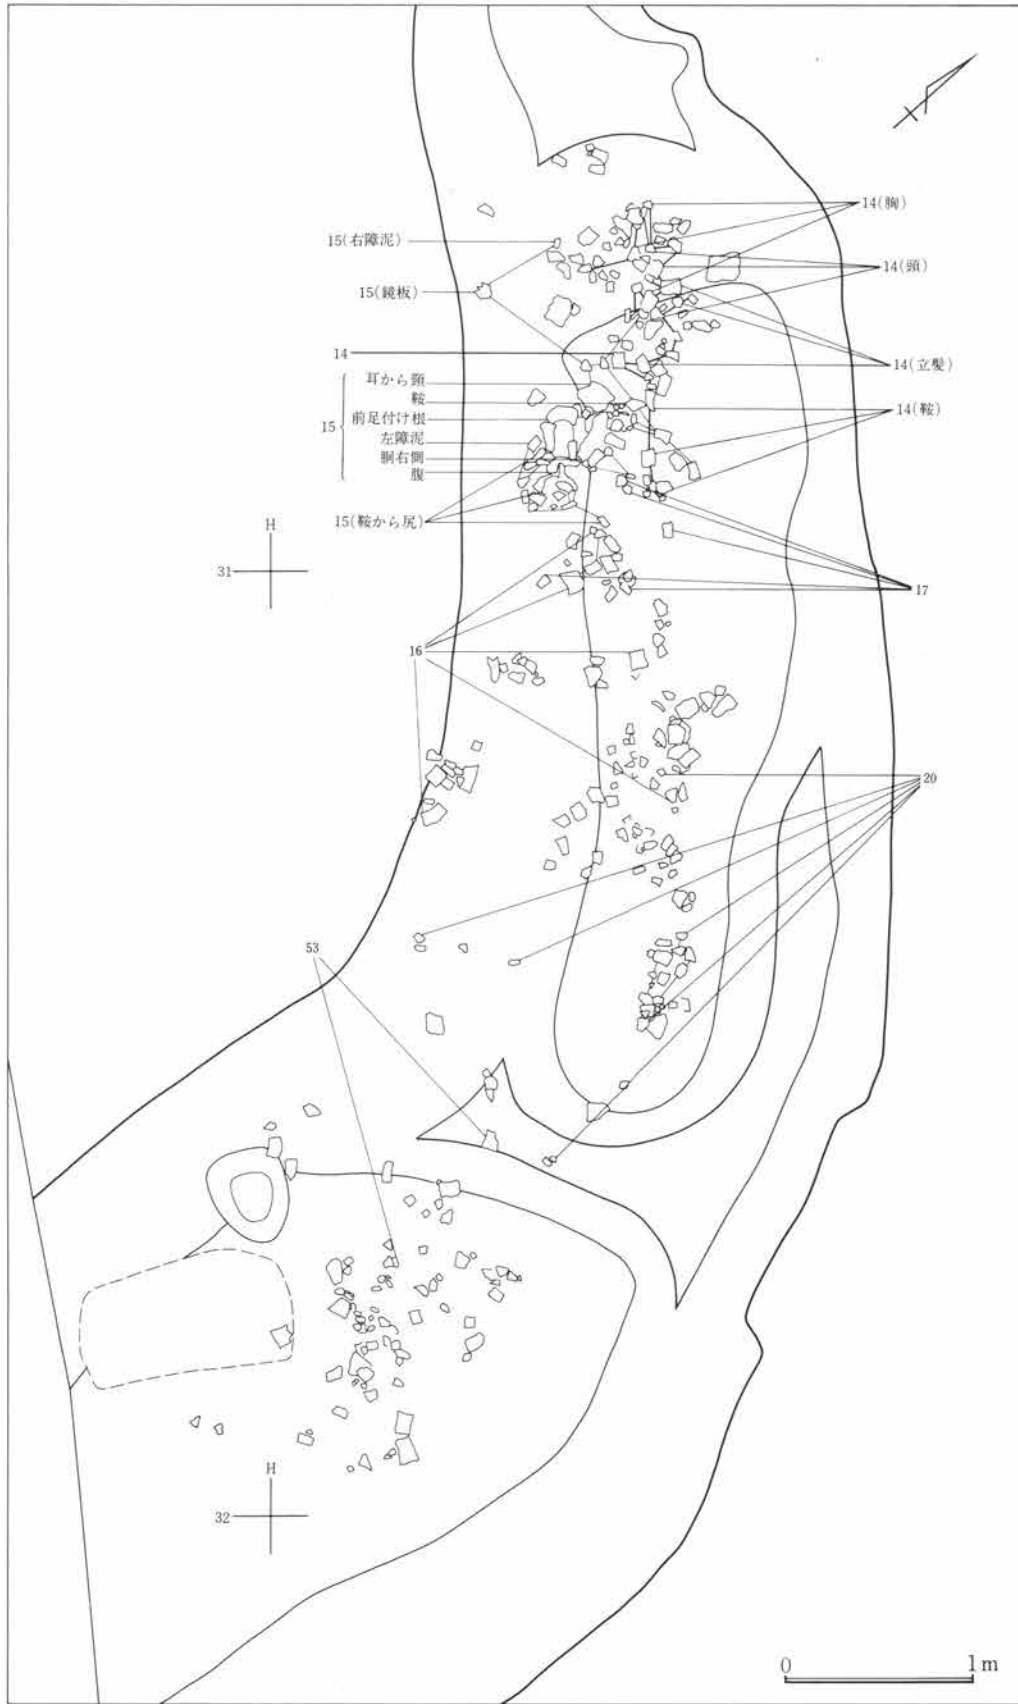 14(胸)
15(右障泥)
14(頭)
15(鏡板)
14
14(立髪)
耳から頸
鞍
14(鞍)
前足付け根
15
左障泥
胴右側
腹
15(鞍から尻)
H
31
17
16
20
53
H
32
0 1m